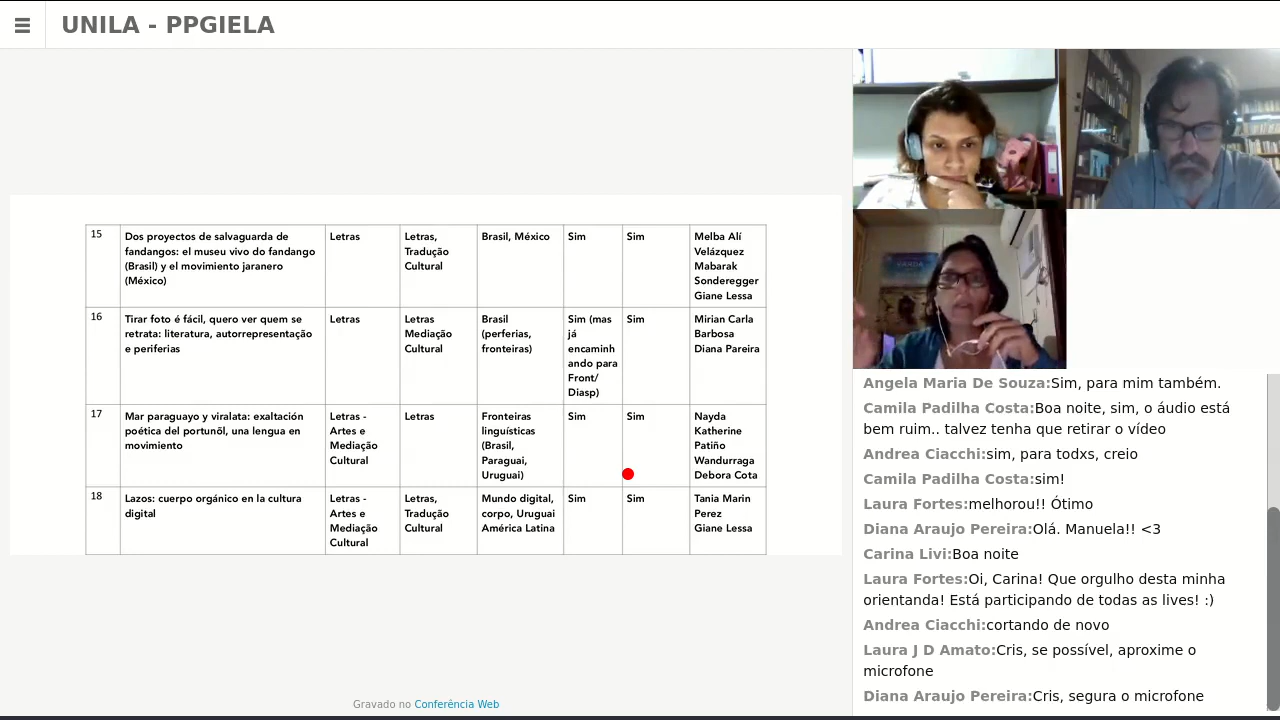 UNILA - PPGIELA
15
Dos proyectos de salvaguarda de
fandangos: el museu vivo do fandango
(Brasil) y el movimiento jaranero
(México)
Letras
Letras,
Tradução
Cultural
Brasil, México
Sim
Sim
Melba Alí
Velázquez
Mabarak
Sonderegger
Giane Lessa
16
Tirar foto é fácil, quero ver quem se
retrata: literatura, autorrepresentação
e periferias
Letras
Letras
Mediação
Cultural
Brasil
(perferias,
fronteiras)
Sim (mas
já
encaminh
ando para
Front/
Diasp)
Sim
Mirian Carla
Barbosa
Diana Pareira
17
Mar paraguayo y viralata: exaltación
poética del portunõl, una lengua en
movimiento
Letras -
Artes e
Mediação
Cultural
Letras
Fronteiras
linguísticas
(Brasil,
Paraguai,
Uruguai)
Sim
Sim
Nayda
Katherine
Patiño
Wandurraga
Debora Cota
18
Lazos: cuerpo orgánico en la cultura
digital
Letras -
Artes e
Mediação
Cultural
Letras,
Tradução
Cultural
Mundo digital,
corpo, Uruguai
América Latina
Sim
Sim
Tania Marin
Perez
Giane Lessa
Gravado no Conferência Web
Angela Maria De Souza:Sim, para mim também.
Camila Padilha Costa:Boa noite, sim, o áudio está
bem ruim.. talvez tenha que retirar o vídeo
Andrea Ciacchi:sim, para todxs, creio
Camila Padilha Costa:sim!
Laura Fortes:melhorou!! Ótimo
Diana Araujo Pereira:Olá. Manuela!! <3
Carina Livi:Boa noite
Laura Fortes:Oi, Carina! Que orgulho desta minha
orientanda! Está participando de todas as lives! :)
Andrea Ciacchi:cortando de novo
Laura J D Amato:Cris, se possível, aproxime o
microfone
Diana Araujo Pereira:Cris, segura o microfone